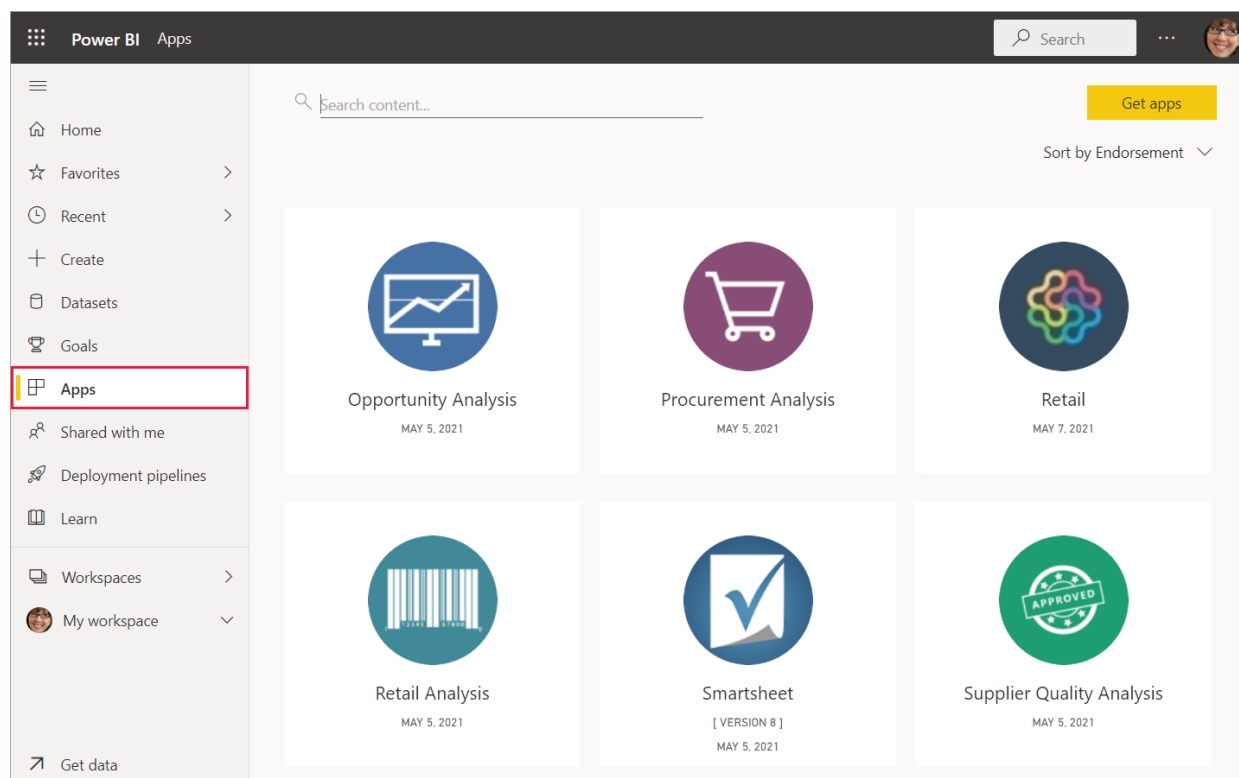 Power BI Apps
Search
...
Home
Search content...
Get apps
Favorites
Sort by Endorsement
Recent
Create
Datasets
Goals
Apps
Shared with me
Deployment pipelines
Learn
Workspaces
My workspace
Get data
Opportunity Analysis
MAY 5, 2021
Procurement Analysis
MAY 5, 2021
Retail
MAY 7, 2021
12345 67890
Retail Analysis
MAY 5, 2021
Smartsheet
[ VERSION 8 ]
MAY 5, 2021
APPROVED
Supplier Quality Analysis
MAY 5, 2021